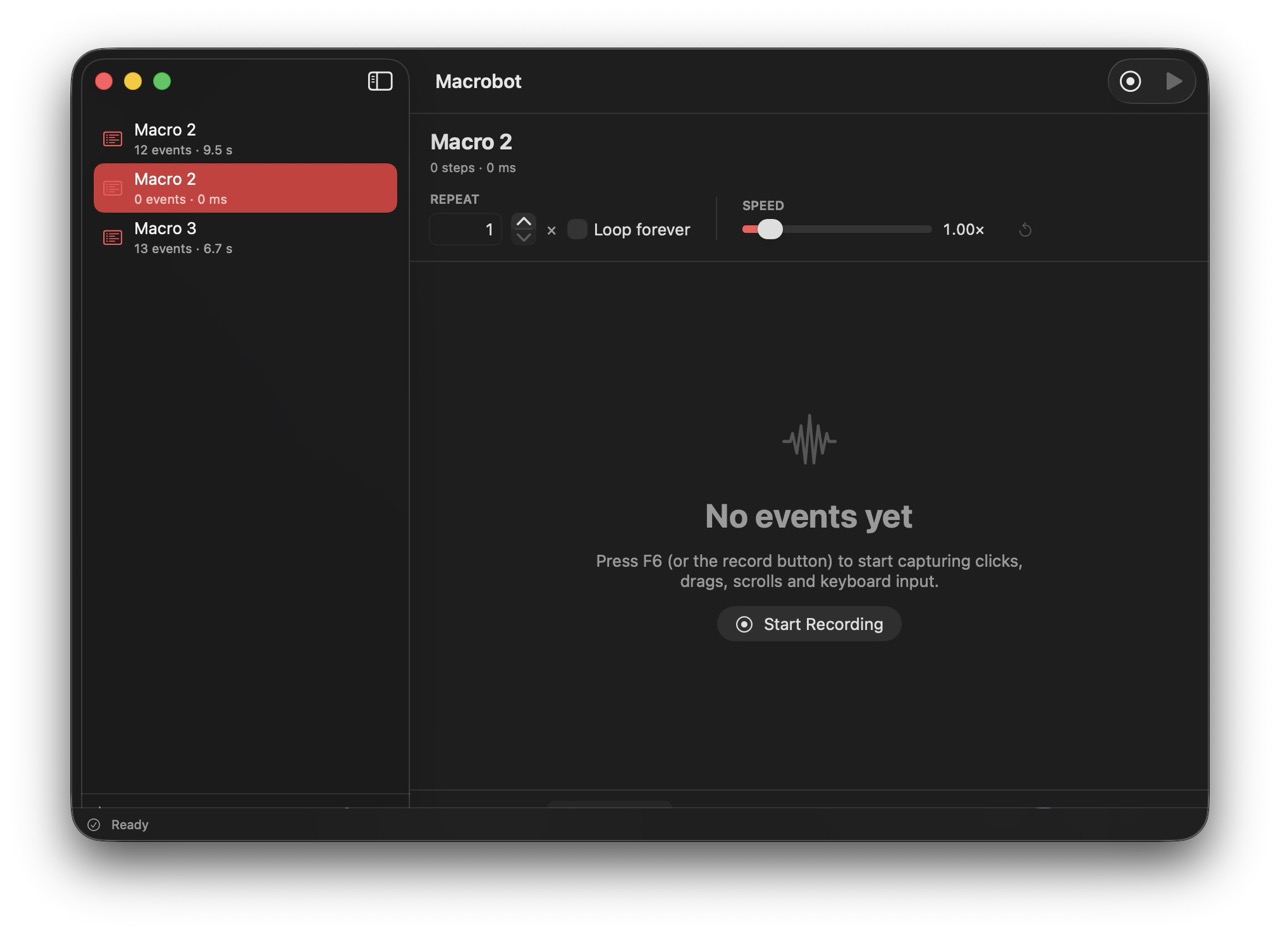 Macrobot
Macro 2
12 events · 9.5 s
Macro 2
0 events · 0 ms
Macro 3
13 events · 6.7 s
Macro 2
0 steps · 0 ms
REPEAT
1
×
Loop forever
SPEED
1.00×
No events yet
Press F6 (or the record button) to start capturing clicks,
drags, scrolls and keyboard input.
Start Recording
Ready